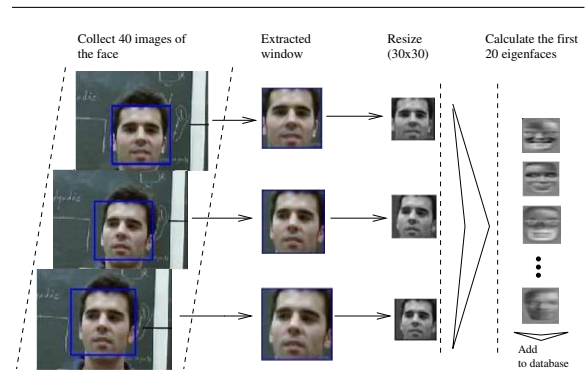 Collect 40 images of
the face
Extracted
window
Resize
(30x30)
Calculate the first
20 eigenfaces
Add
to database